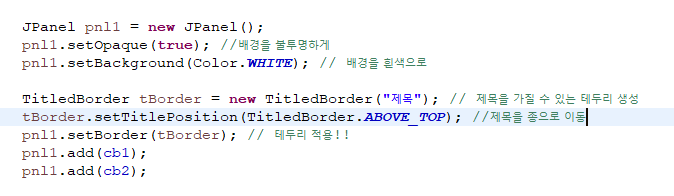 JPanel pnl1 = new JPanel();
pnl1.setOpaque(true); //배경을 불투명하게
pnl1.setBackground(Color.WHITE); // 배경을 흰색으로
TitledBorder tBorder = new TitledBorder("제목"); // 제목을 가질 수 있는 테두리 생성
tBorder.setTitlePosition(TitledBorder.ABOVE_TOP); //제목을 종으로 이동
pnl1.setBorder(tBorder); // 테두리 적용!!
pnl1.add(cb1);
pnl1.add(cb2);